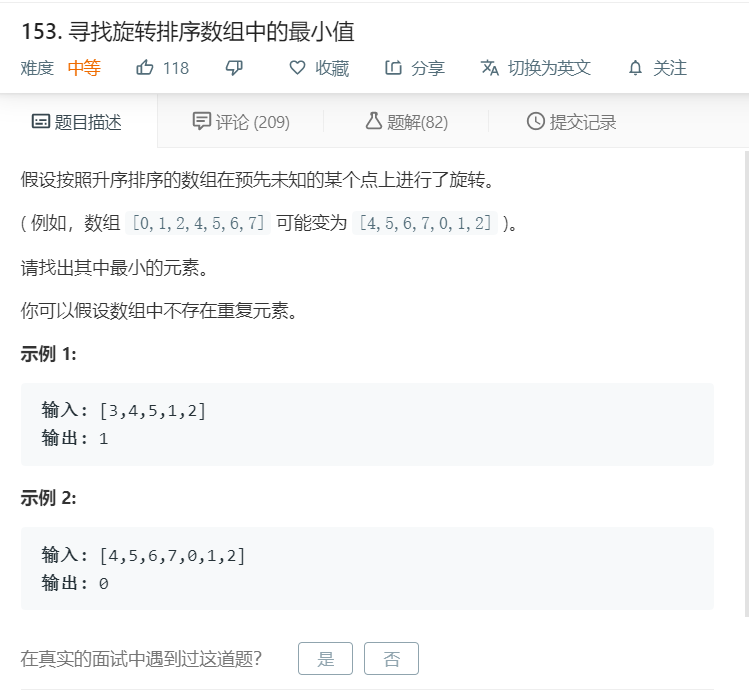 153. 寻找旋转排序数组中的最小值
难度 中等 118 收藏 分享 切换为英文 关注
题目描述 评论 (209) 题解(82) 提交记录
假设按照升序排序的数组在预先未知的某个点上进行了旋转。
( 例如，数组 [0,1,2,4,5,6,7] 可能变为 [4,5,6,7,0,1,2] )。
请找出其中最小的元素。
你可以假设数组中不存在重复元素。
示例 1:
输入: [3,4,5,1,2]
输出: 1
示例 2:
输入: [4,5,6,7,0,1,2]
输出: 0
在真实的面试中遇到过这道题？ 是 否